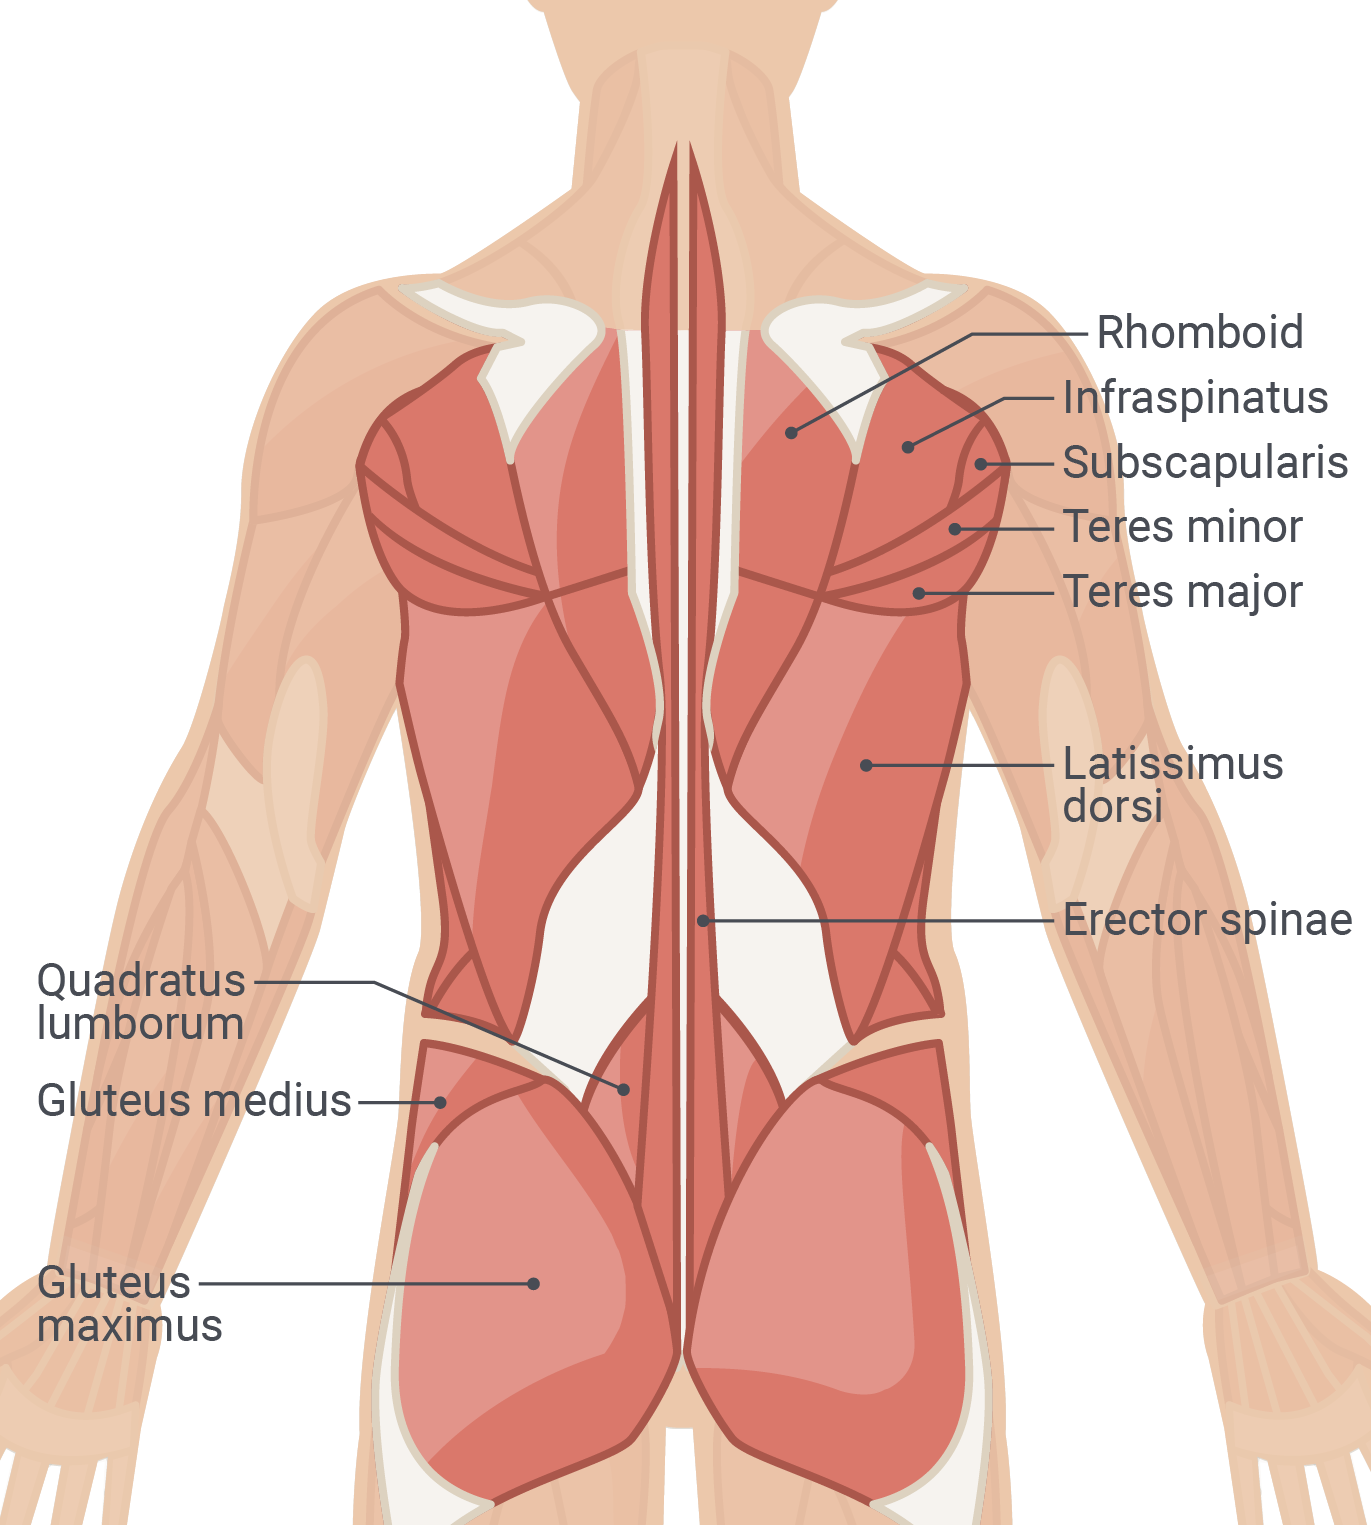 Rhomboid
Infraspinatus
Subscapularis
Teres minor
Teres major
Latissimus
dorsi
Erector spinae
Quadratus
lumborum
Gluteus medius
Gluteus
maximus